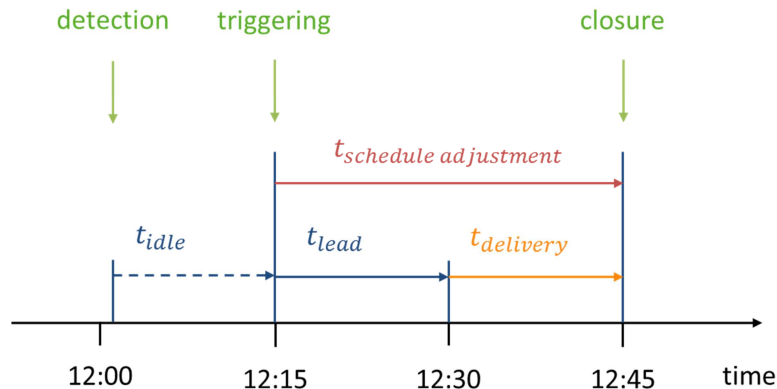 detection triggering closure
t_schedule adjustment
t_idle t_lead t_delivery
12:00 12:15 12:30 12:45 time